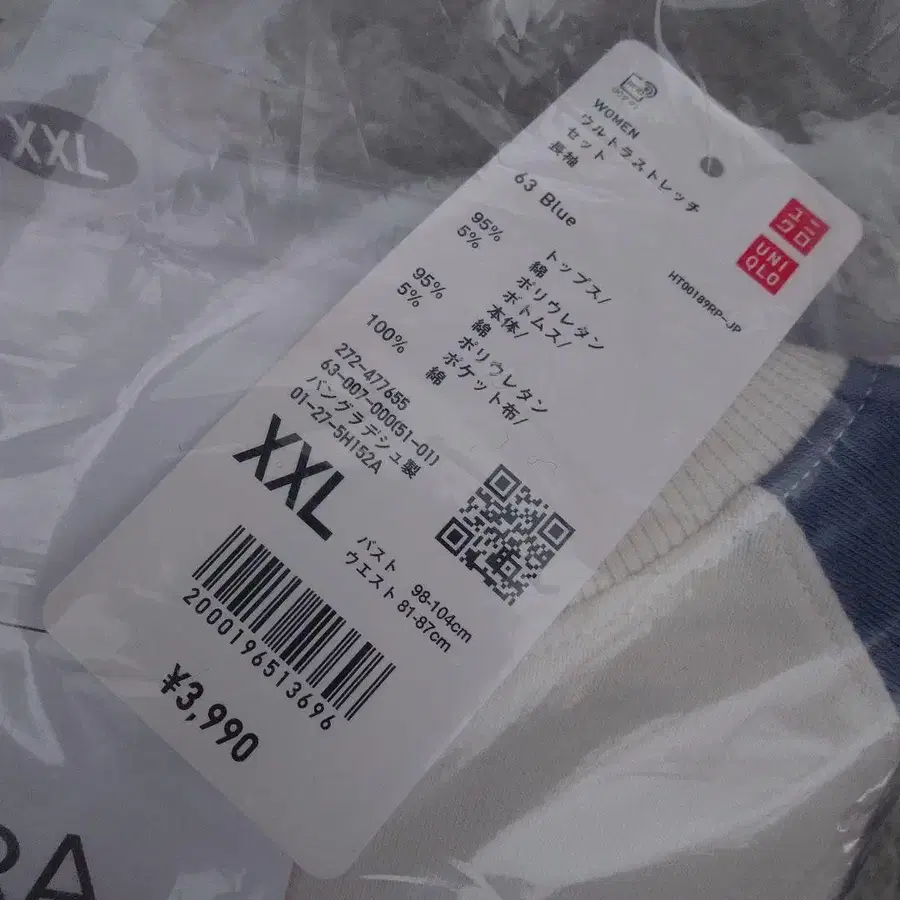 XXL
WOMEN
ウルトラストレッチ
セット
長袖
63 Blue
ユニ
クロ
UNI
QLO
HT00189RP-JP
トップス/
95% 綿
5% ポリウレタン
ボトムス/
本体/
95% 綿
5% ポリウレタン
ポケット布/
100% 綿
272-477655
63-007-000(51-01)
バングラデシュ製
01-27-5H152A
XXL
バスト 98-104cm
ウエスト 81-87cm
2000196513696
¥3,990
RA